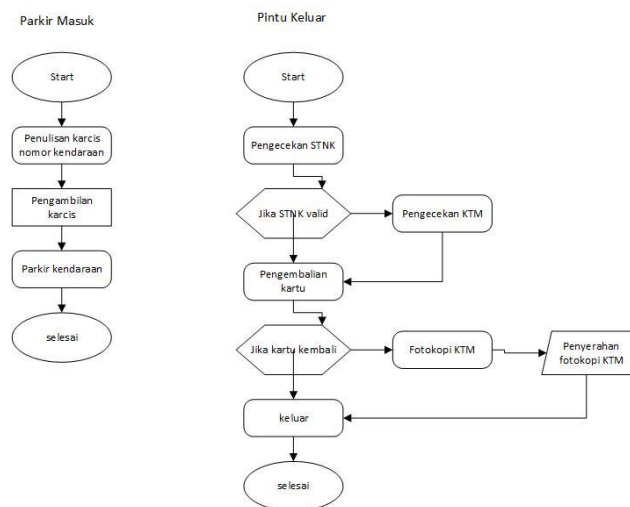 Parkir Masuk
Start
Penulisan karcis
nomor kendaraan
Pengambilan
karcis
Parkir kendaraan
selesai
Pintu Keluar
Start
Pengecekan STNK
Jika STNK valid
Pengecekan KTM
Pengembalian
kartu
Jika kartu kembali
Fotokopi KTM
Penyerahan
fotokopi KTM
keluar
selesai